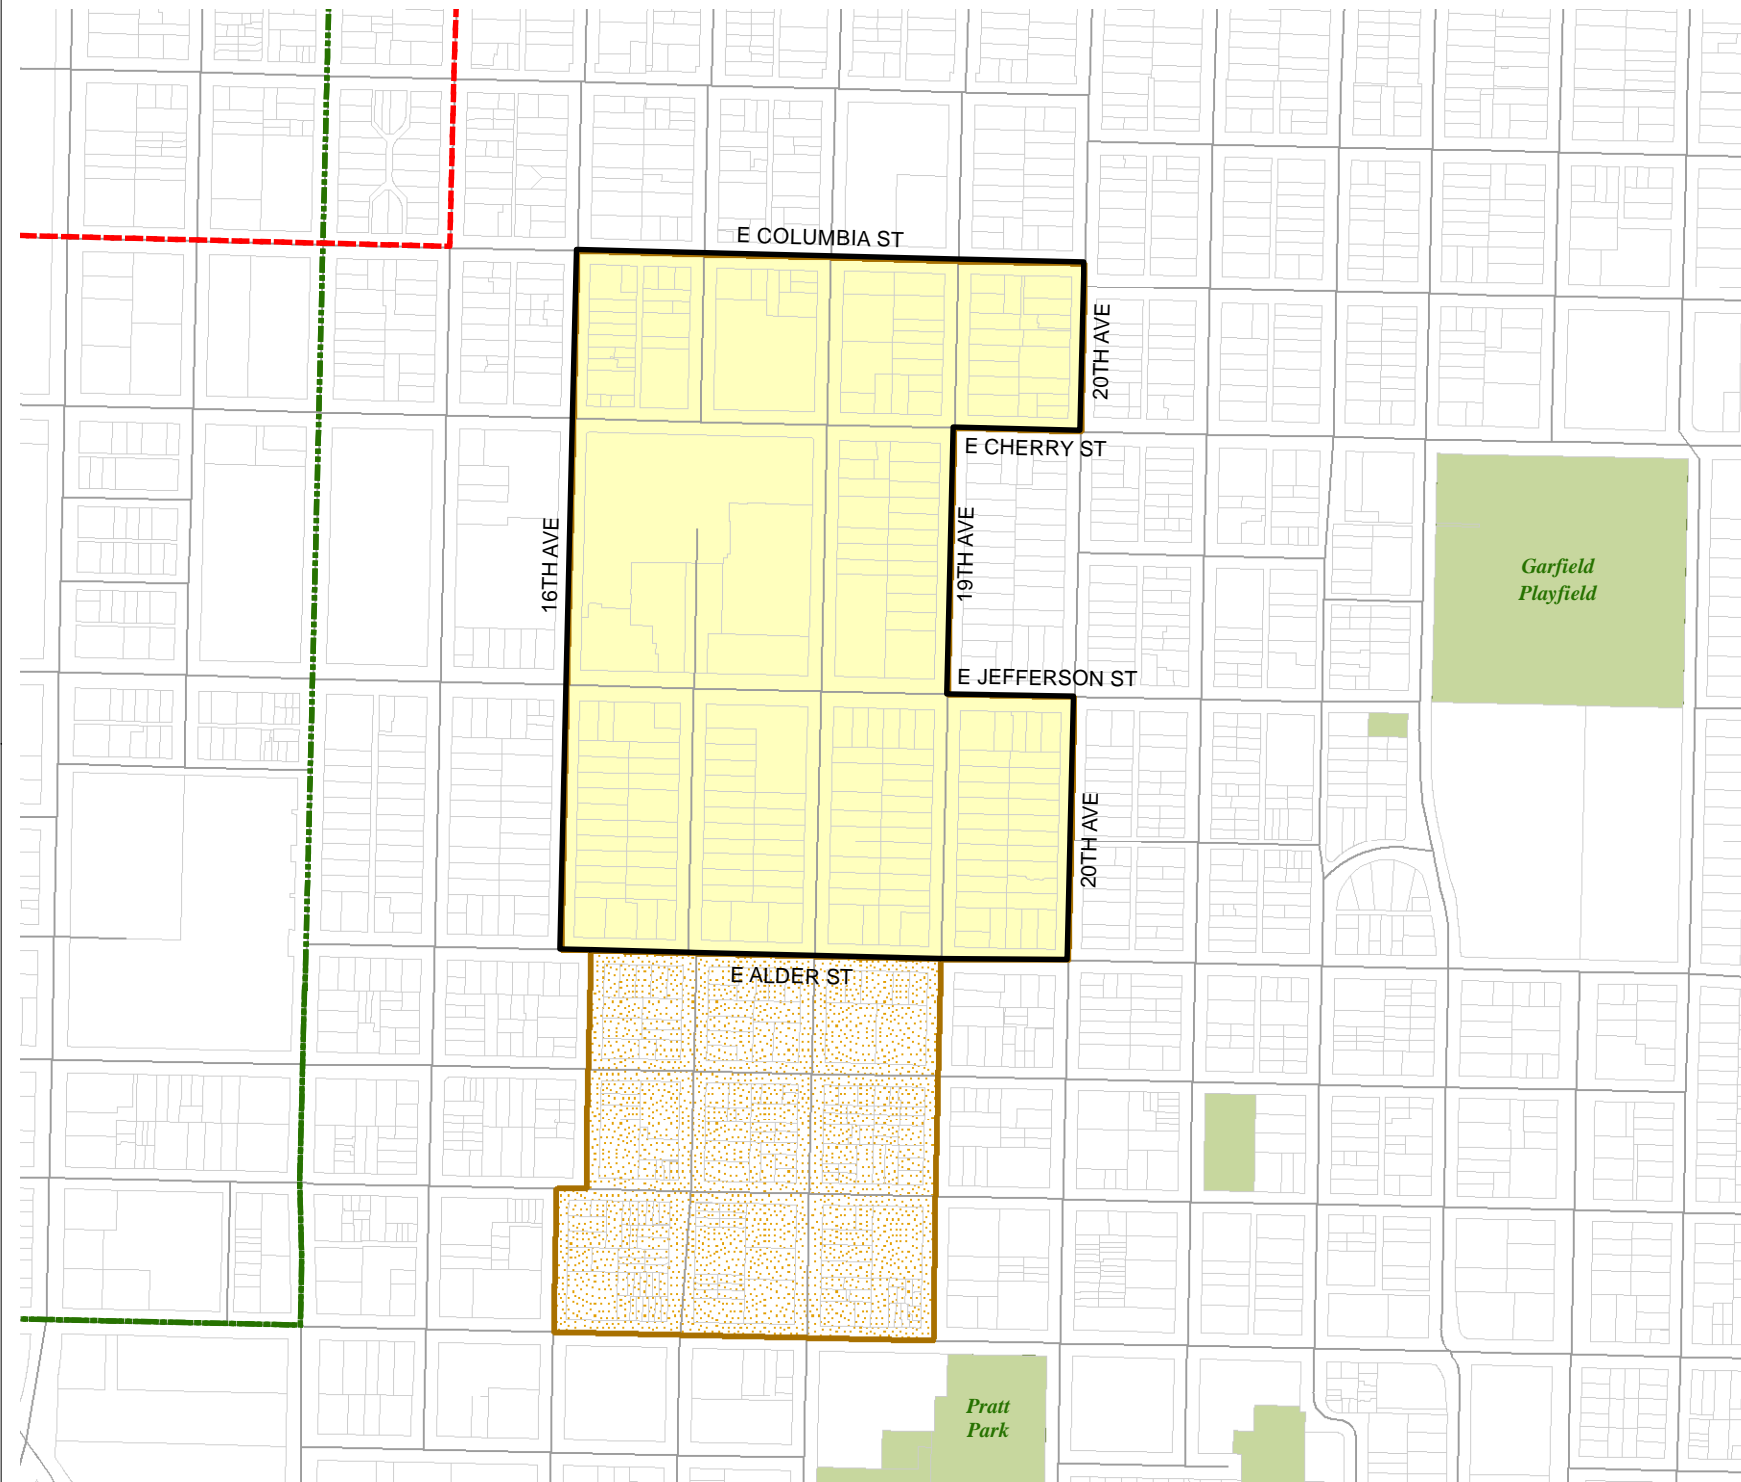 E COLUMBIA ST
20TH AVE
E CHERRY ST
16TH AVE
19TH AVE
Garfield
Playfield
E JEFFERSON ST
20TH AVE
E ALDER ST
Pratt
Park